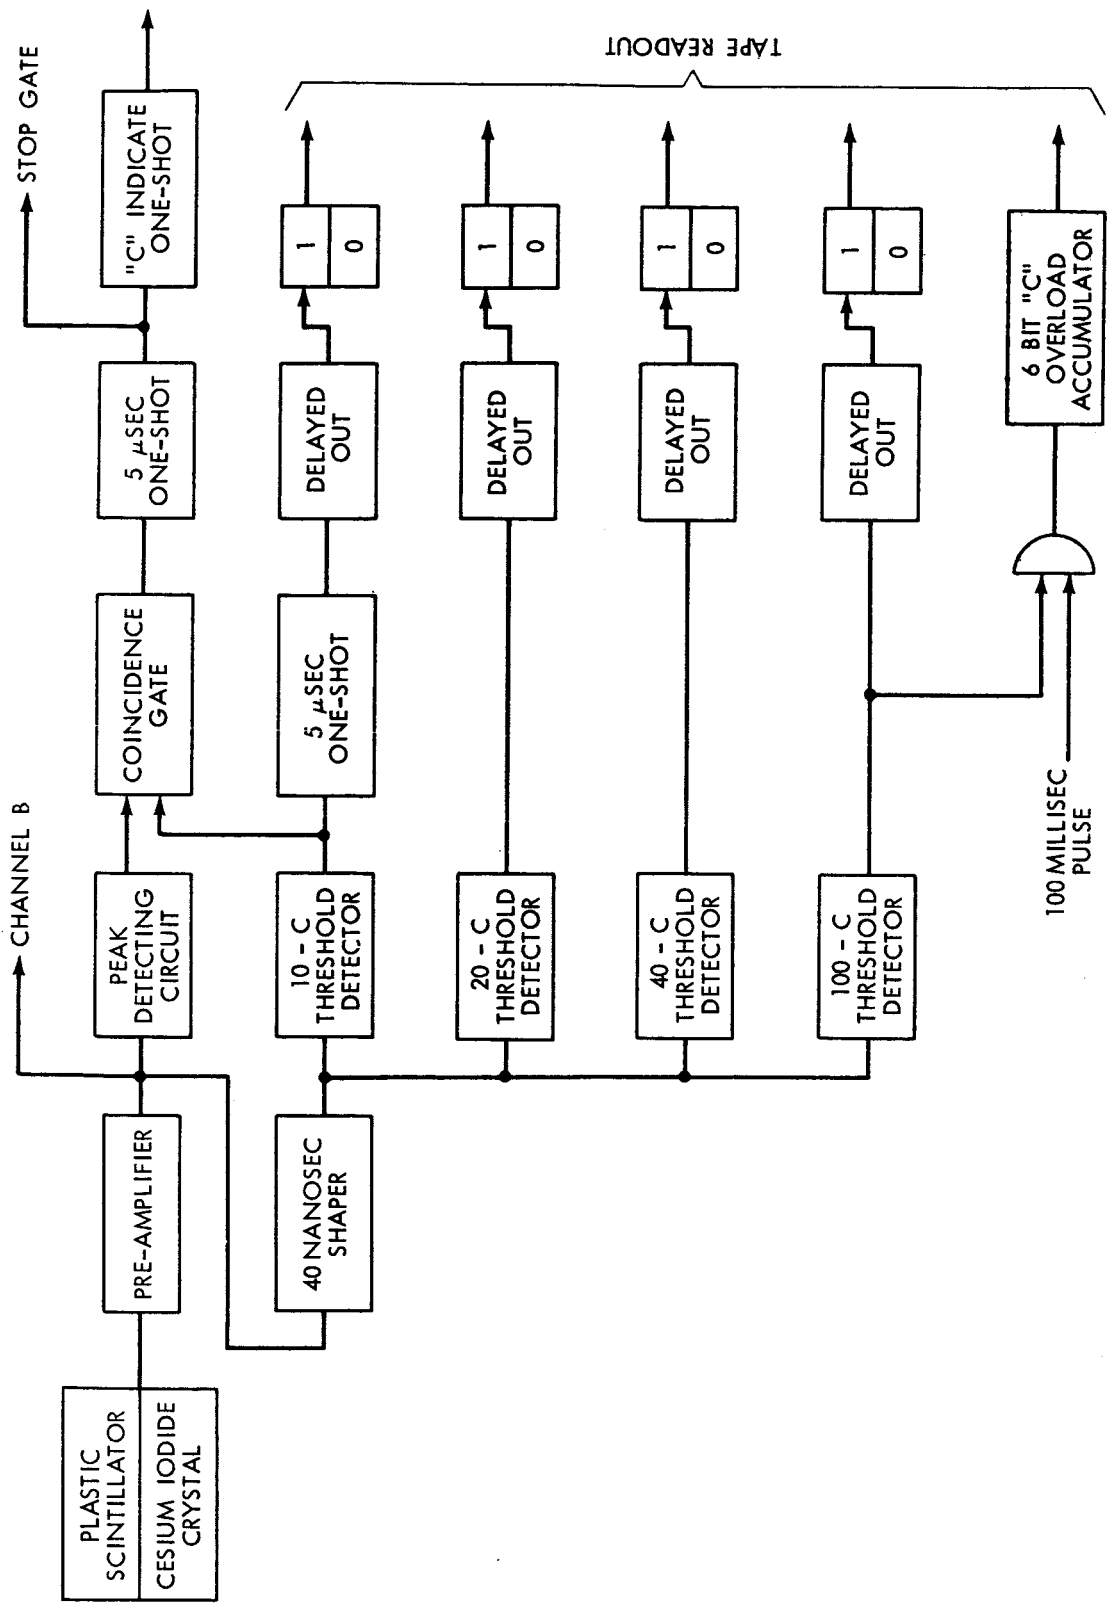 PLASTIC
SCINTILLATOR
CESIUM IODIDE
CRYSTAL
PRE-AMPLIFIER
CHANNEL B
PEAK
DETECTING
CIRCUIT
COINCIDENCE
GATE
5 μSEC
ONE-SHOT
STOP GATE
"C" INDICATE
ONE-SHOT
40 NANOSEC
SHAPER
10 - C
THRESHOLD
DETECTOR
5 μSEC
ONE-SHOT
DELAYED
OUT
1
0
20 - C
THRESHOLD
DETECTOR
DELAYED
OUT
1
0
40 - C
THRESHOLD
DETECTOR
DELAYED
OUT
1
0
100 - C
THRESHOLD
DETECTOR
DELAYED
OUT
1
0
100 MILLISEC
PULSE
6 BIT "C"
OVERLOAD
ACCUMULATOR
TAPE READOUT